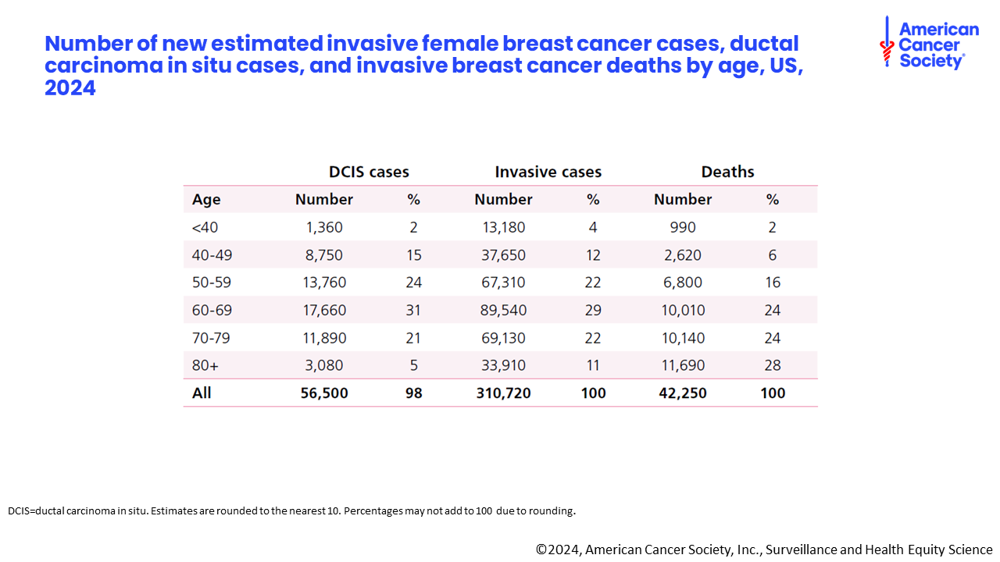 Number of new estimated invasive female breast cancer cases, ductal
carcinoma in situ cases, and invasive breast cancer deaths by age, US,
2024
American
Cancer
Society®
DCIS cases Invasive cases Deaths
Age Number % Number % Number %
<40 1,360 2 13,180 4 990 2
40-49 8,750 15 37,650 12 2,620 6
50-59 13,760 24 67,310 22 6,800 16
60-69 17,660 31 89,540 29 10,010 24
70-79 11,890 21 69,130 22 10,140 24
80+ 3,080 5 33,910 11 11,690 28
All 56,500 98 310,720 100 42,250 100
DCIS=ductal carcinoma in situ. Estimates are rounded to the nearest 10. Percentages may not add to 100 due to rounding.
©2024, American Cancer Society, Inc., Surveillance and Health Equity Science